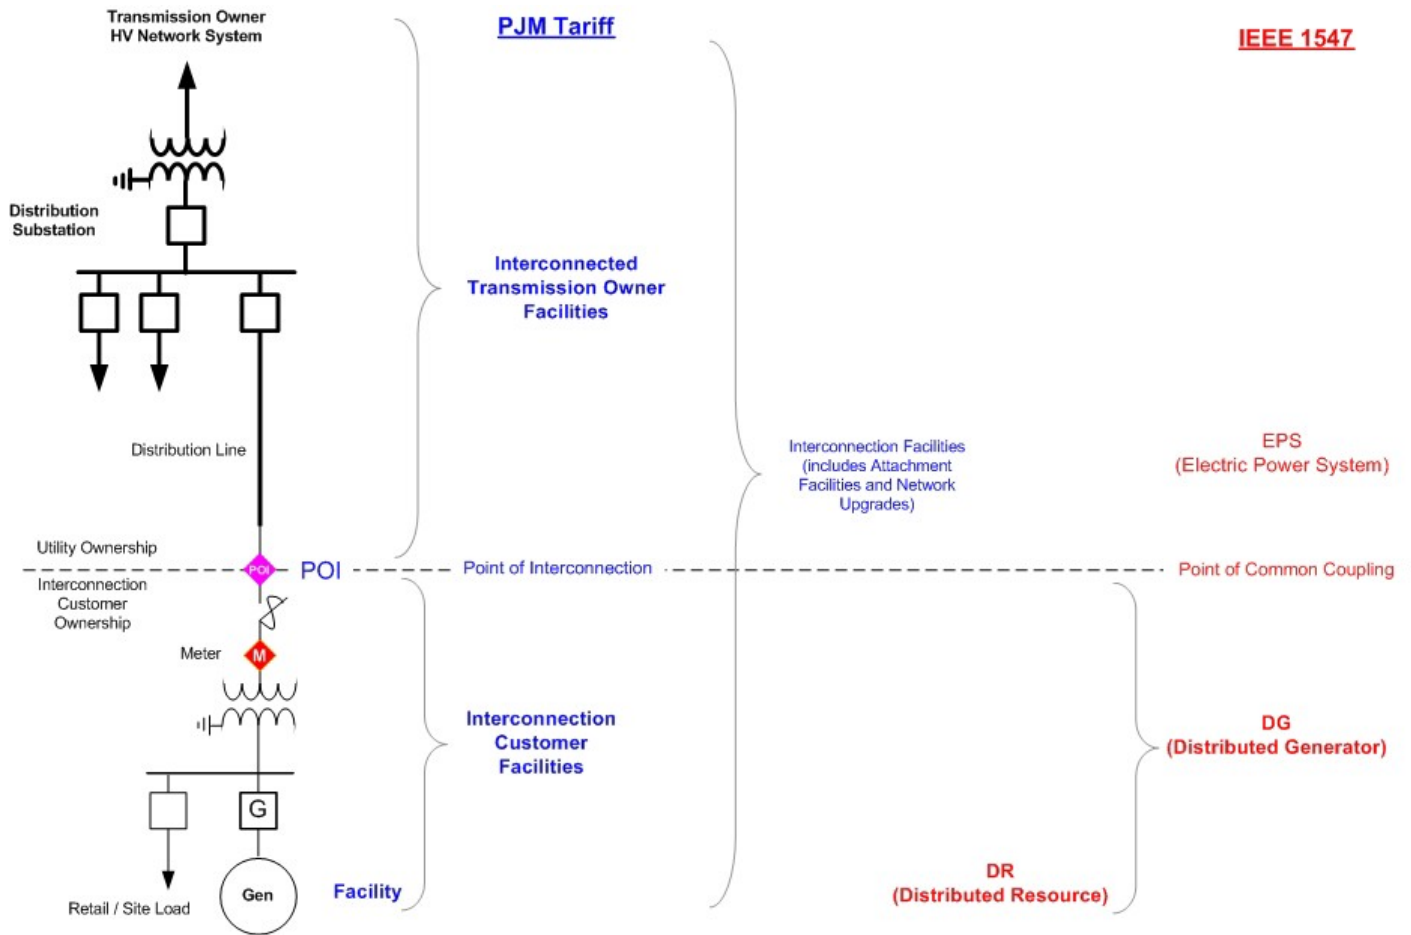 Transmission Owner
HV Network System
PJM Tariff
IEEE 1547
Distribution
Substation
Interconnected
Transmission Owner
Facilities
Distribution Line
Interconnection Facilities
(includes Attachment
Facilities and Network
Upgrades)
EPS
(Electric Power System)
Utility Ownership
POI
POI
Point of Interconnection
Point of Common Coupling
Interconnection
Customer
Ownership
Meter
M
Interconnection
Customer
Facilities
DG
(Distributed Generator)
G
Gen
Facility
DR
(Distributed Resource)
Retail / Site Load